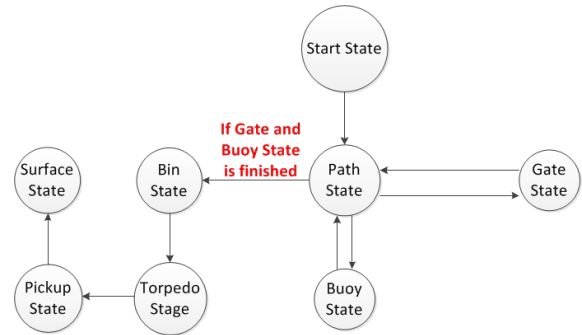 Start State
If Gate and
Buoy State
is finished
Surface
State
Bin
State
Path
State
Gate
State
Pickup
State
Torpedo
Stage
Buoy
State